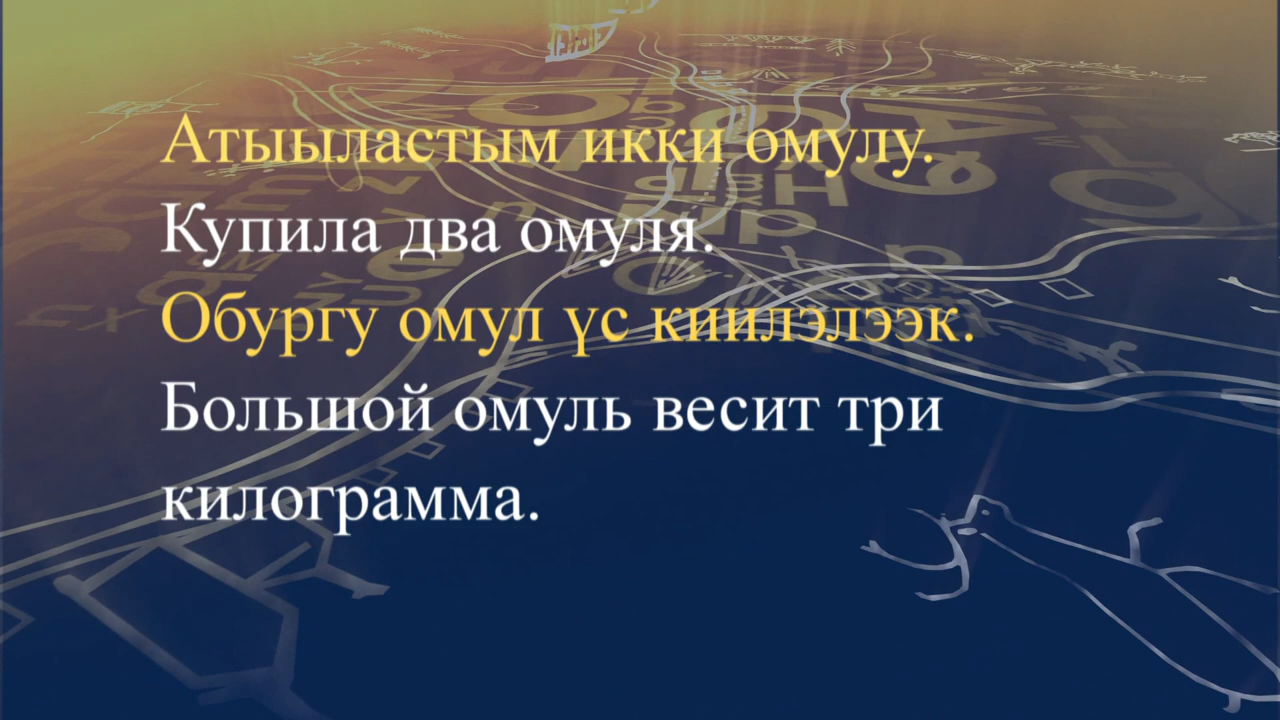 Атыыластым икки омулу.
Купила два омуля.
Обургу омул үс киилэлээк.
Большой омуль весит три
килограмма.